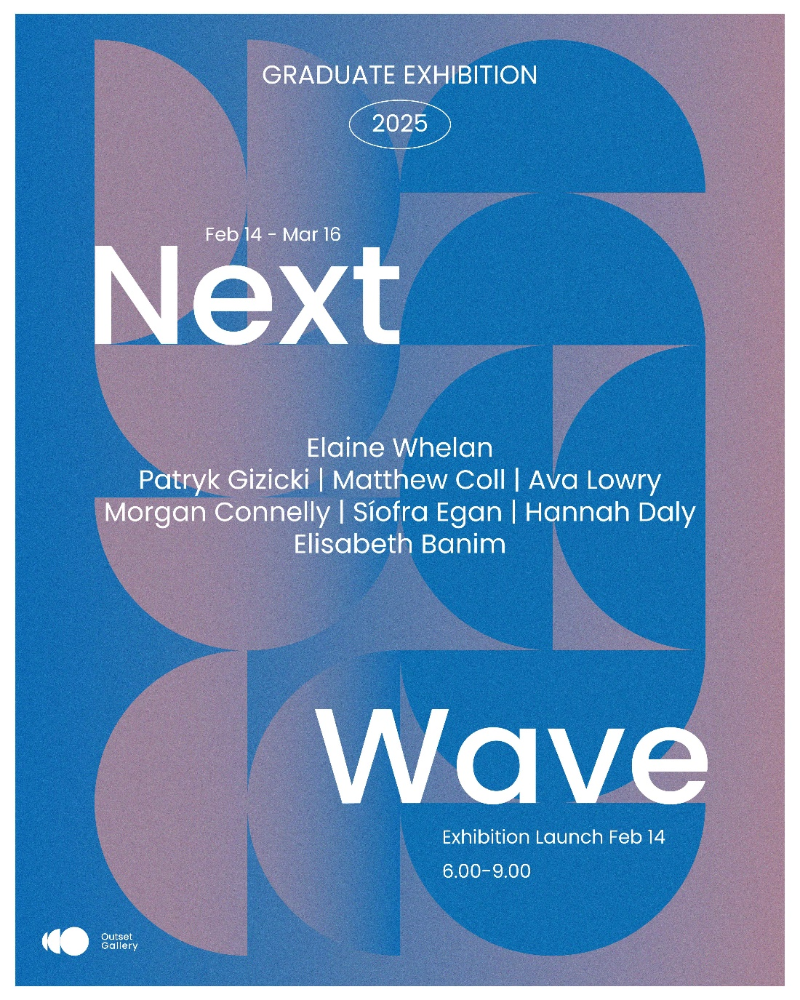 GRADUATE EXHIBITION
2025
Feb 14 - Mar 16
Next
Elaine Whelan
Patryk Gizicki | Matthew Coll | Ava Lowry
Morgan Connelly | Síofra Egan | Hannah Daly
Elisabeth Banim
Wave
Exhibition Launch Feb 14
6.00-9.00
Outset
Gallery